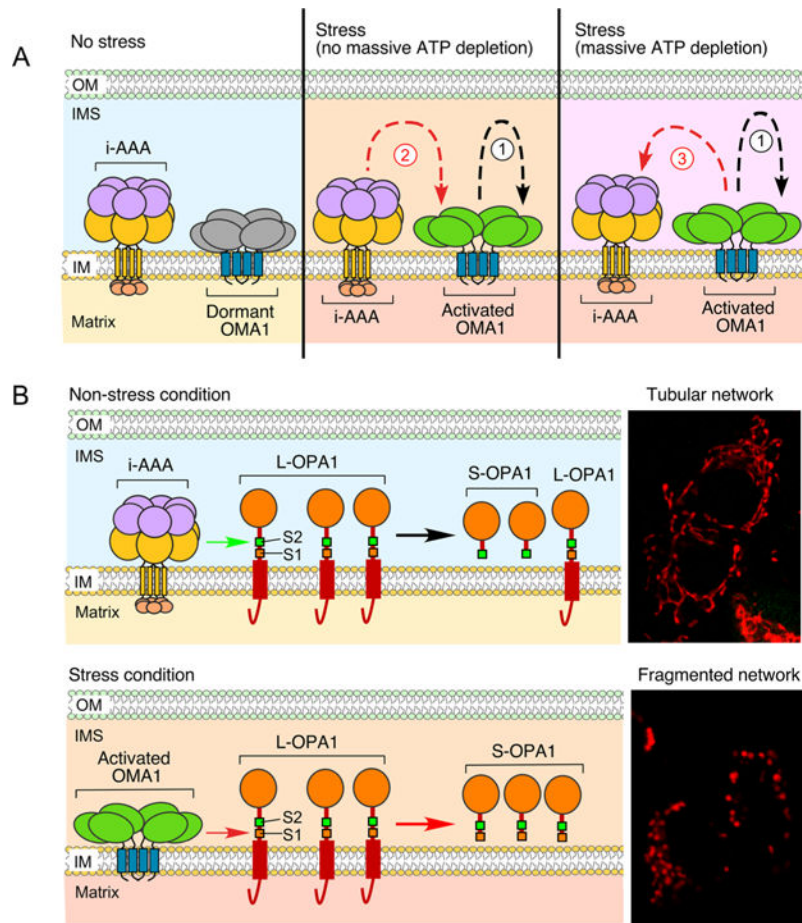 A
No stress
Stress
(no massive ATP depletion)
Stress
(massive ATP depletion)
OM
IMS
i-AAA
2
1
3
1
IM
Matrix
Dormant
OMA1
i-AAA
Activated
OMA1
i-AAA
Activated
OMA1
B
Non-stress condition
Tubular network
OM
IMS
i-AAA
L-OPA1
S-OPA1
L-OPA1
S2
S1
IM
Matrix
Stress condition
Fragmented network
OM
IMS
Activated
OMA1
L-OPA1
S-OPA1
S2
S1
IM
Matrix